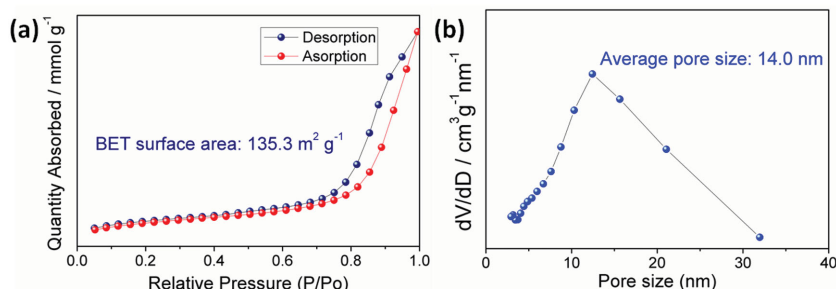 (a)
Quantity Absorbed / mmol g⁻¹
Desorption
Asorption
BET surface area: 135.3 m² g⁻¹
0.0 0.2 0.4 0.6 0.8 1.0
Relative Pressure (P/Po)
(b)
dV/dD / cm³g⁻¹nm⁻¹
Average pore size: 14.0 nm
0 10 20 30 40
Pore size (nm)